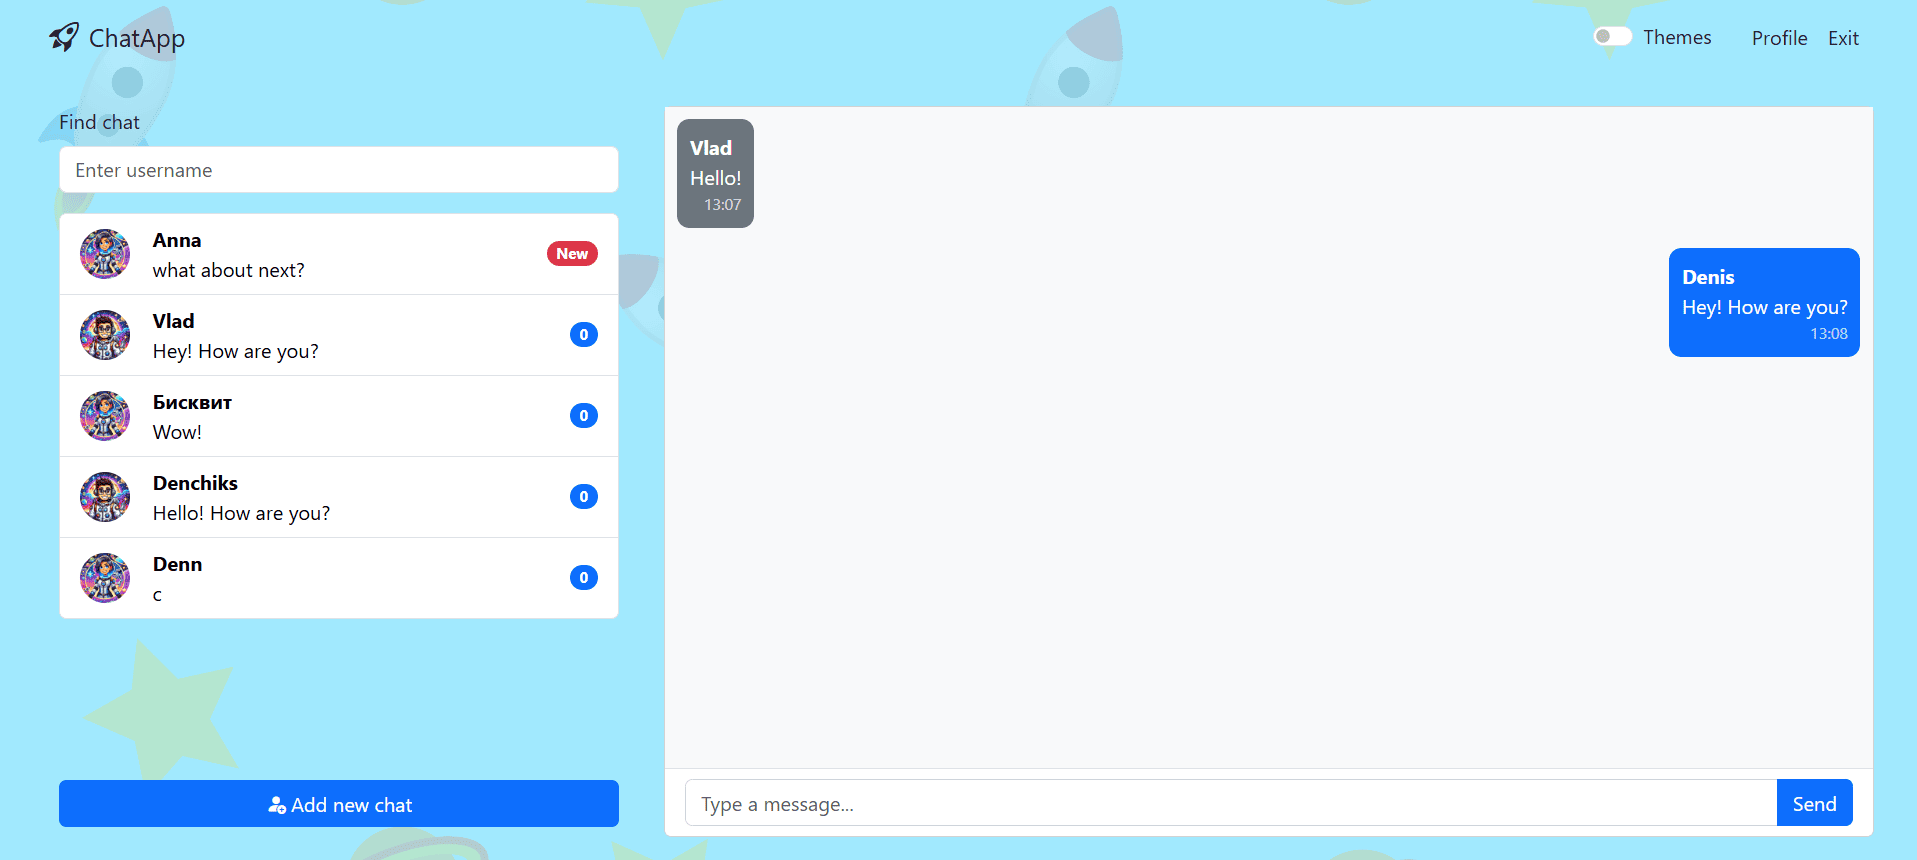 ChatApp
Themes
Profile
Exit
Find chat
Enter username
Anna
what about next?
New
Vlad
Hey! How are you?
0
Бисквит
Wow!
0
Denchiks
Hello! How are you?
0
Denn
c
0
Add new chat
Vlad
Hello!
13:07
Denis
Hey! How are you?
13:08
Type a message...
Send